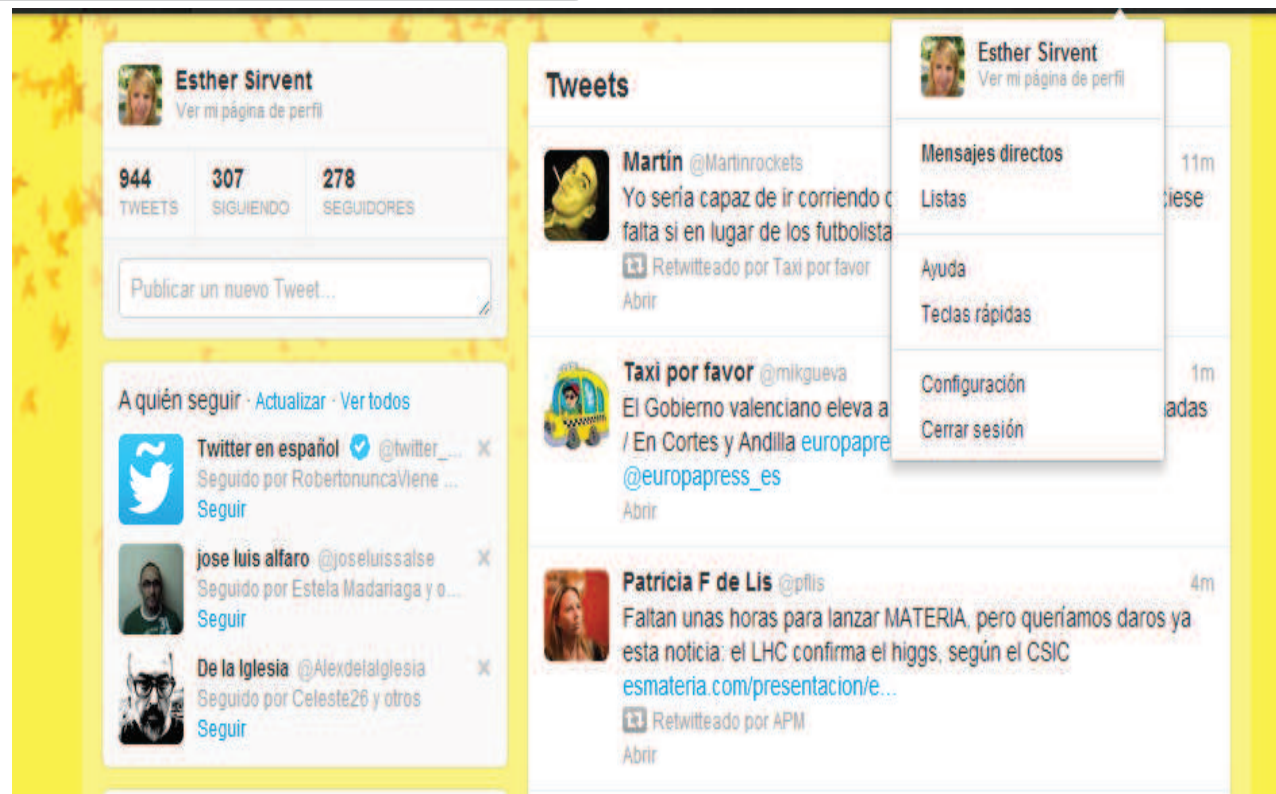 Esther Sirvent
Ver mi página de perfil
944
TWEETS
307
SIGUIENDO
278
SEGUIDORES
Publicar un nuevo Tweet...
A quién seguir · Actualizar · Ver todos
Twitter en español @twitter_...
Seguido por RobertonuncaViene ...
Seguir
jose luis alfaro @joseluissalse
Seguido por Estela Madariaga y o...
Seguir
De la Iglesia @AlexdelaIglesia
Seguido por Celeste26 y otros
Seguir
Tweets
Martín @Martinrockets 11m
Yo sería capaz de ir corriendo
falta si en lugar de los
Retwitteado por Taxi por favor
Abrir
Taxi por favor @mikgueva 1m
El Gobierno valenciano eleva a
/ En Cortes y Andilla
@europapress_es
Abrir
Patricia F de Lis @pflis 4m
Faltan unas horas para lanzar MATERIA, pero queríamos daros ya
esta noticia: el LHC confirma el higgs, según el CSIC
esmateria.com/presentacion/e...
Retwitteado por APM
Abrir
Esther Sirvent
Ver mi página de perfil
Mensajes directos
Listas
Ayuda
Teclas rápidas
Configuración
Cerrar sesión